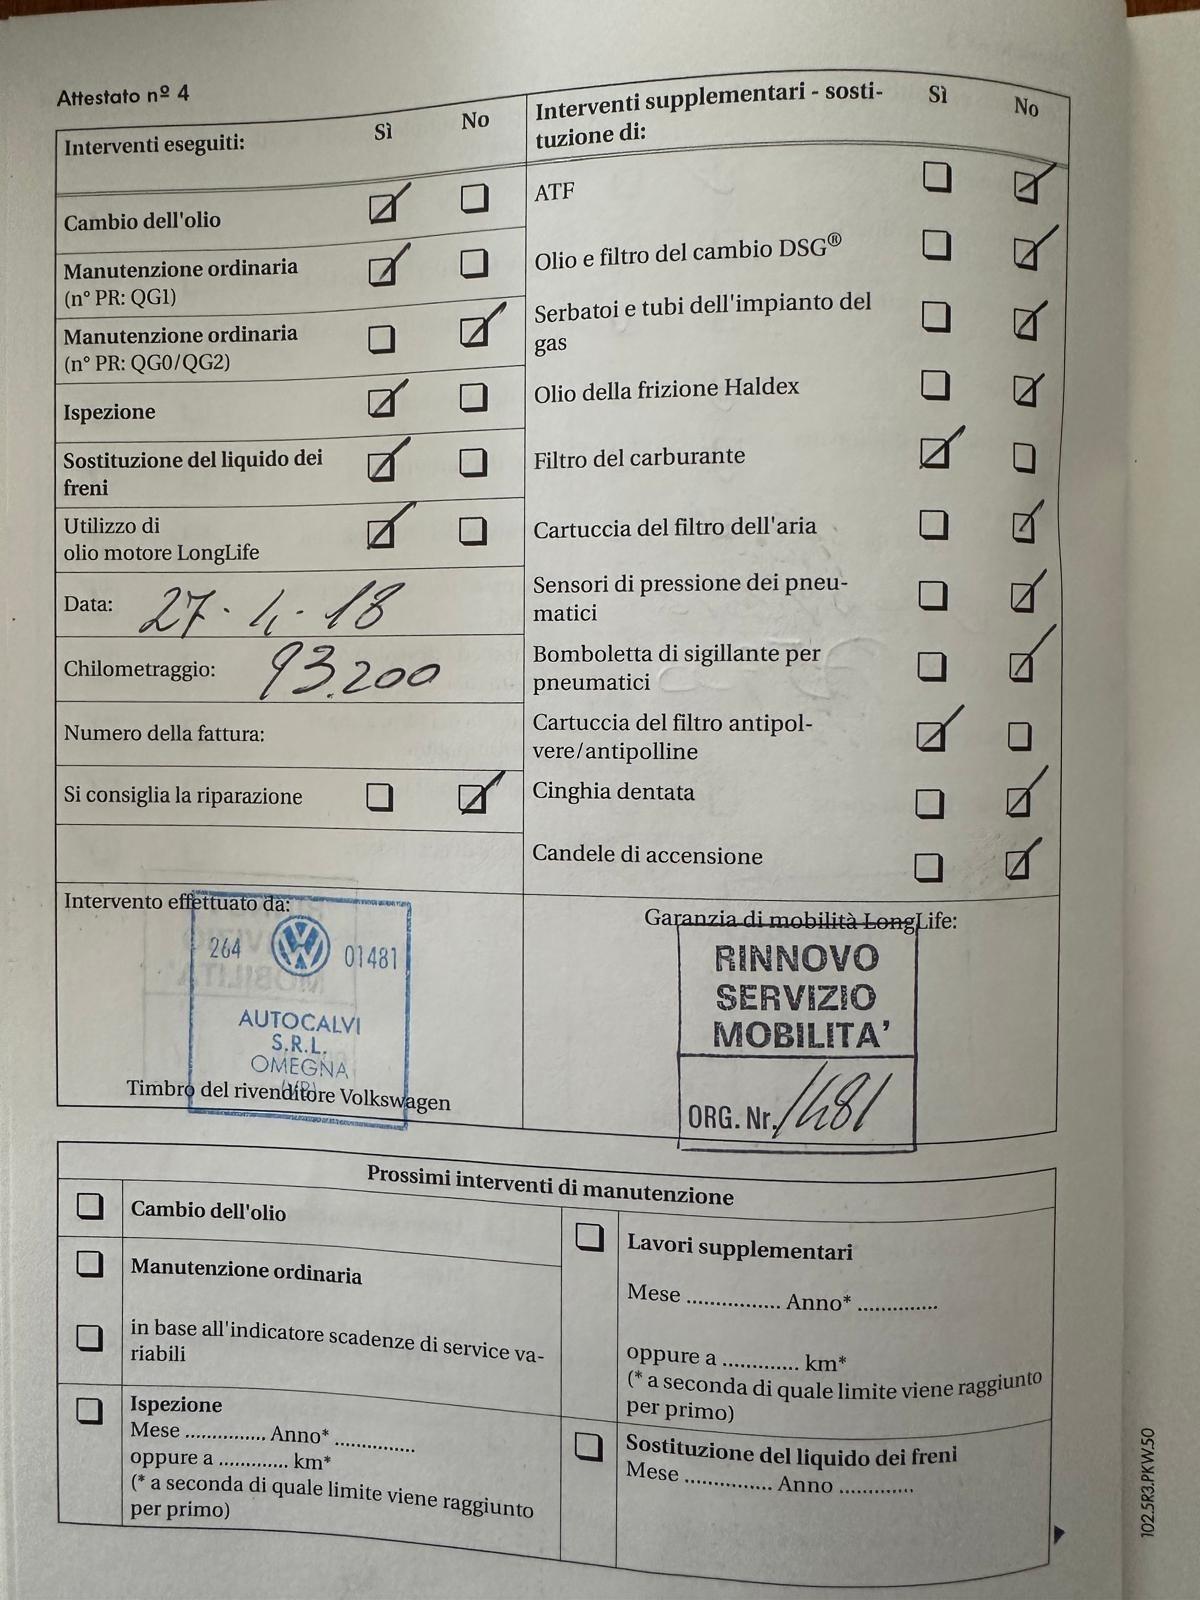 Attestato nº 4
Interventi eseguiti:
Sì
No
Cambio dell'olio
Manutenzione ordinaria
(n° PR: QG1)
Manutenzione ordinaria
(n° PR: QG0/QG2)
Ispezione
Sostituzione del liquido dei
freni
Utilizzo di
olio motore LongLife
Data: 27.4.18
Chilometraggio: 93.200
Numero della fattura:
Si consiglia la riparazione
Interventi supplementari - sosti-
tuzione di:
Sì
No
ATF
Olio e filtro del cambio DSG®
Serbatoi e tubi dell'impianto del
gas
Olio della frizione Haldex
Filtro del carburante
Cartuccia del filtro dell'aria
Sensori di pressione dei pneu-
matici
Bomboletta di sigillante per
pneumatici
Cartuccia del filtro antipol-
vere/antipolline
Cinghia dentata
Candele di accensione
Intervento effettuato da:
264 01481
AUTOCALVI
S.R.L.
OMEGNA
(VB)
Timbro del rivenditore Volkswagen
Garanzia di mobilità LongLife:
RINNOVO
SERVIZIO
MOBILITA'
ORG. Nr. 1481
Prossimi interventi di manutenzione
Cambio dell'olio
Manutenzione ordinaria
in base all'indicatore scadenze di service va-
riabili
Ispezione
Mese ............... Anno* ...............
oppure a ............. km*
(* a seconda di quale limite viene raggiunto
per primo)
Lavori supplementari
Mese ................ Anno* ..............
oppure a ............. km*
(* a seconda di quale limite viene raggiunto
per primo)
Sostituzione del liquido dei freni
Mese ................ Anno ..............
102.5R3.PKW.50